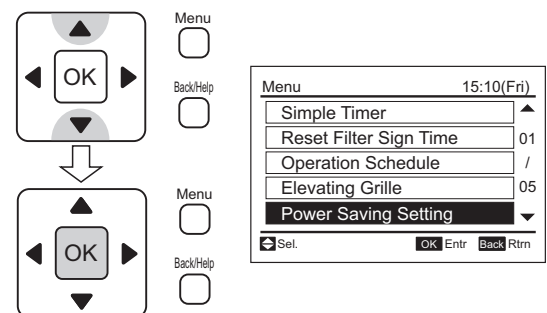 Menu
OK
Back/Help
Menu
OK
Back/Help
Menu 15:10(Fri)
Simple Timer
Reset Filter Sign Time 01
Operation Schedule /
Elevating Grille 05
Power Saving Setting
Sel. OK Entr Back Rtrn